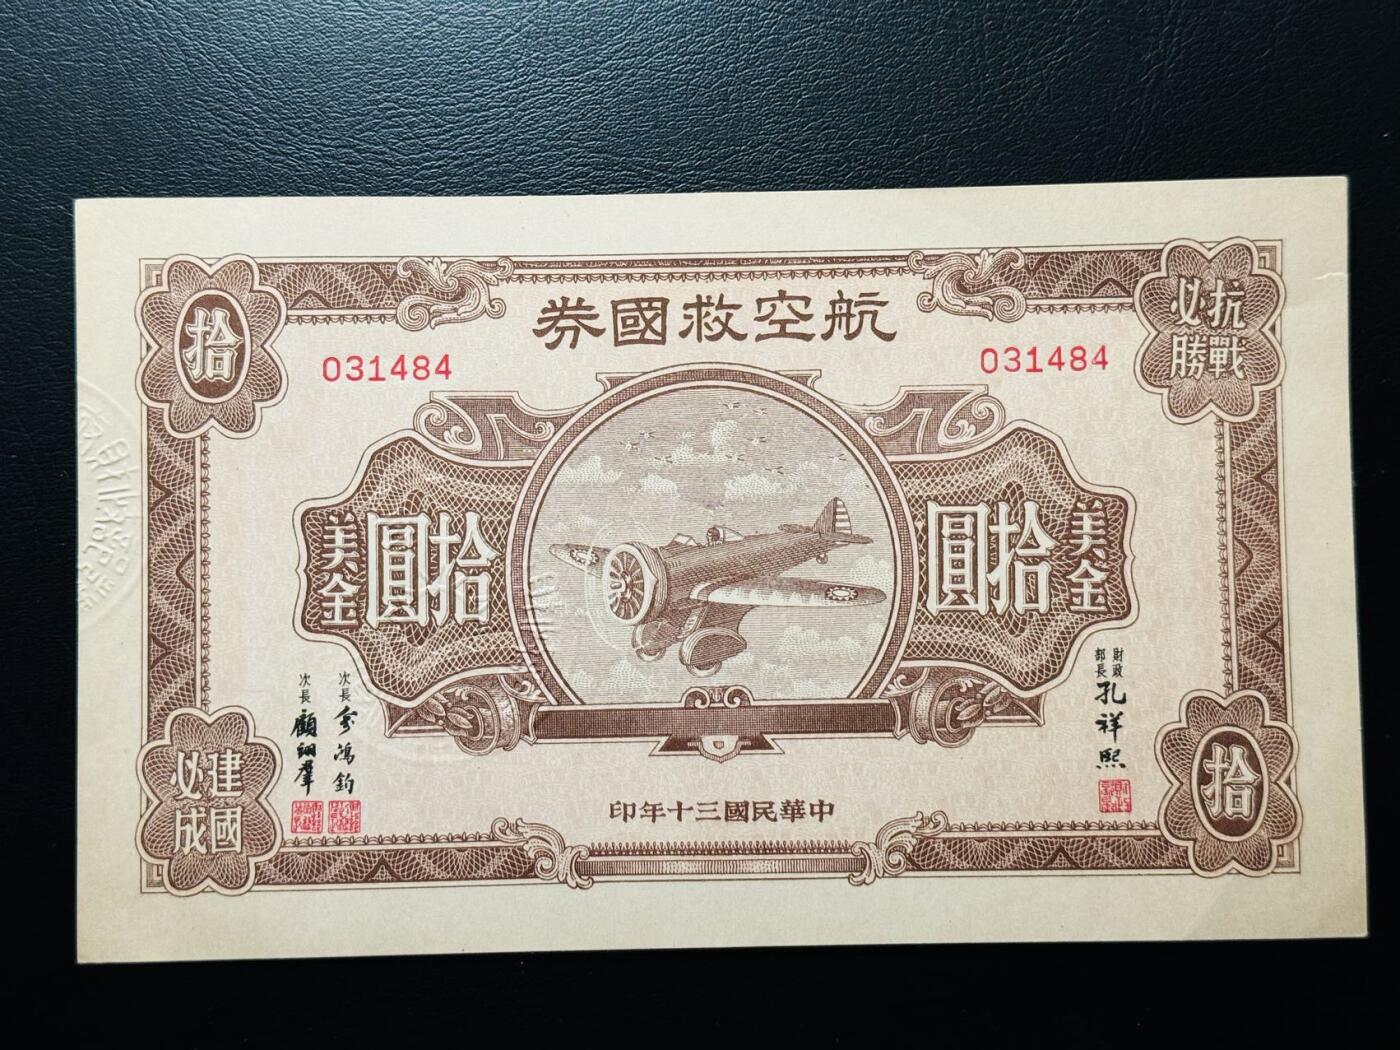 航空救國券
031484
031484
拾
抗戰
必勝
美金
拾圓
拾圓
美金
財政
部長
孔祥熙
次長
俞鴻鈞
次長
顧翊羣
中華民國三十年印
建國
必成
拾